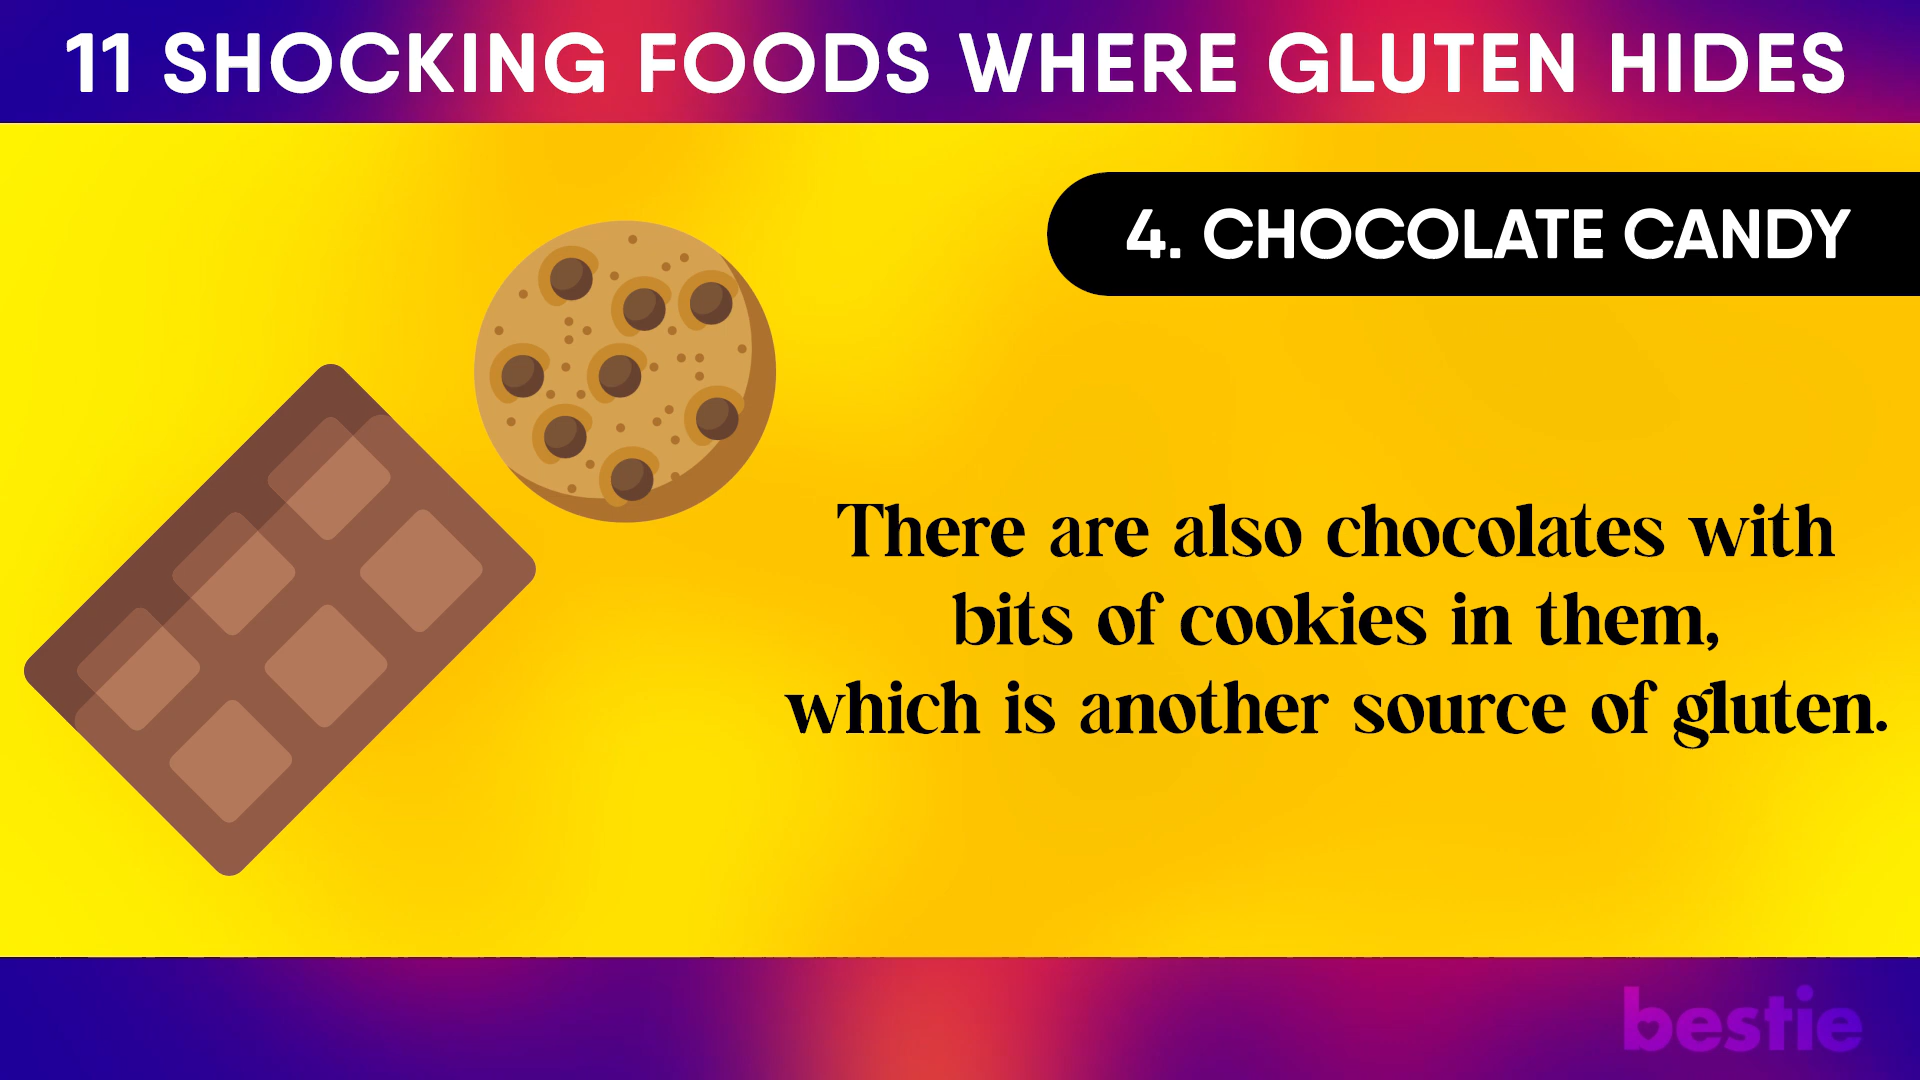 11 SHOCKING FOODS WHERE GLUTEN HIDES
4. CHOCOLATE CANDY
There are also chocolates with
bits of cookies in them,
which is another source of gluten.
bestie